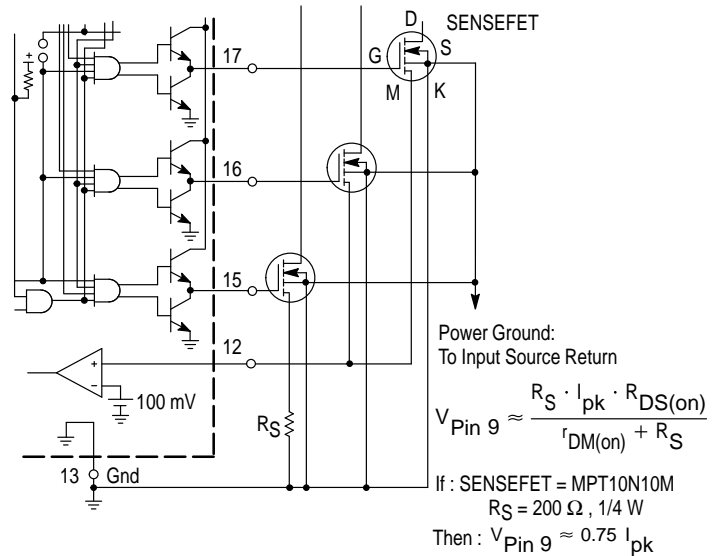 D SENSEFET
G S
M K
17
16
15
12
100 mV
RS
13 Gnd
+
+
−
Power Ground:
To Input Source Return
VPin 9 ≈ RS · Ipk · RDS(on) / rDM(on) + RS
If : SENSEFET = MPT10N10M
RS = 200 Ω , 1/4 W
Then : VPin 9 ≈ 0.75 Ipk